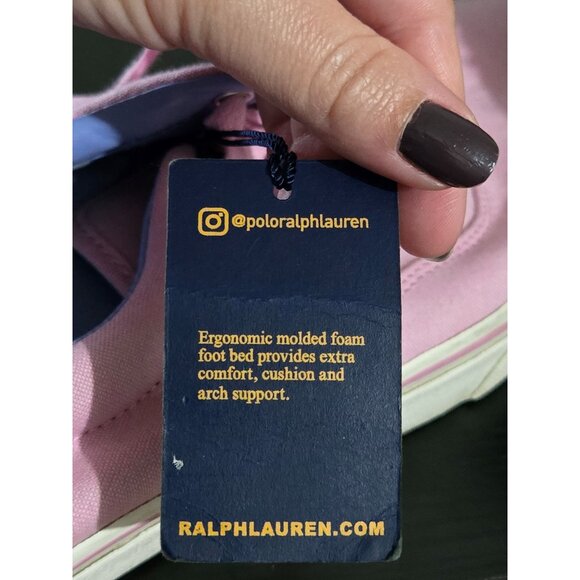 @poloralphlauren
Ergonomic molded foam
foot bed provides extra
comfort, cushion and
arch support.
RALPHLAUREN.COM